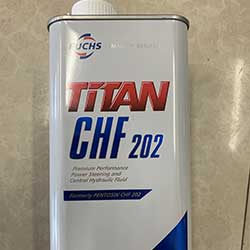 FUCHS
TITAN
CHF 202
Premium Performance
Power Steering and
Central Hydraulic Fluid
Formerly PENTOSIN CHF 202